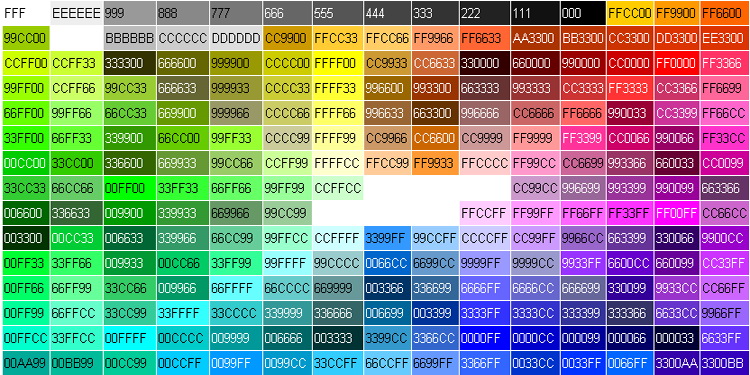 FFF EEEEEE 999 888 777 666 555 444 333 222 111 000 FFCC00 FF9900 FF6600
99CC00 BBBBBB CCCCCC DDDDDD CC9900 FFCC33 FFCC66 FF9966 FF6633 AA3300 BB3300 CC3300 DD3300 EE3300
CCFF00 CCFF33 333300 666600 999900 CCCC00 FFFF00 CC9933 CC6633 330000 660000 990000 CC0000 FF0000 FF3366
99FF00 CCFF66 99CC33 666633 999933 CCCC33 FFFF33 996600 993300 663333 993333 CC3333 FF3333 CC3366 FF6699
66FF00 99FF66 66CC33 669900 999966 CCCC66 FFFF66 996633 663300 996666 CC6666 FF6666 990033 CC3399 FF66CC
33FF00 66FF33 339900 66CC00 99FF33 CCCC99 FFFF99 CC9966 CC6600 CC9999 FF9999 FF3399 CC0066 990066 FF33CC
00CC00 33CC00 336600 669933 99CC66 CCFF99 FFFFCC FFCC99 FF9933 FFCCCC FF99CC CC6699 993366 660033 CC0099
33CC33 66CC66 00FF00 33FF33 66FF66 99FF99 CCFFCC CC99CC 996699 993399 990099 663366
006600 336633 009900 339933 669966 99CC99 FFCCFF FF99FF FF66FF FF33FF FF00FF CC66CC
003300 00CC33 006633 339966 66CC99 99FFCC CCFFFF 3399FF 99CCFF CCCCFF CC99FF 9966CC 663399 330066 9900CC
00FF33 33FF66 009933 00CC66 33FF99 99FFFF 99CCCC 0066CC 6699CC 9999FF 9999CC 9933FF 6600CC 660099 CC33FF
00FF66 66FF99 33CC66 009966 66FFFF 66CCCC 669999 003366 336699 6666FF 6666CC 666699 330099 9933CC CC66FF
00FF99 66FFCC 33CC99 33FFFF 33CCCC 339999 336666 006699 003399 3333FF 3333CC 333399 333366 6633CC 9966FF
00FFCC 33FFCC 00FFFF 00CCCC 009999 006666 003333 3399CC 3366CC 0000FF 0000CC 000099 000066 000033 6633FF
00AA99 00BB99 00CC99 00CCFF 0099FF 0099CC 33CCFF 66CCFF 6699FF 3366FF 0033CC 0033FF 0066FF 3300AA 3300BB